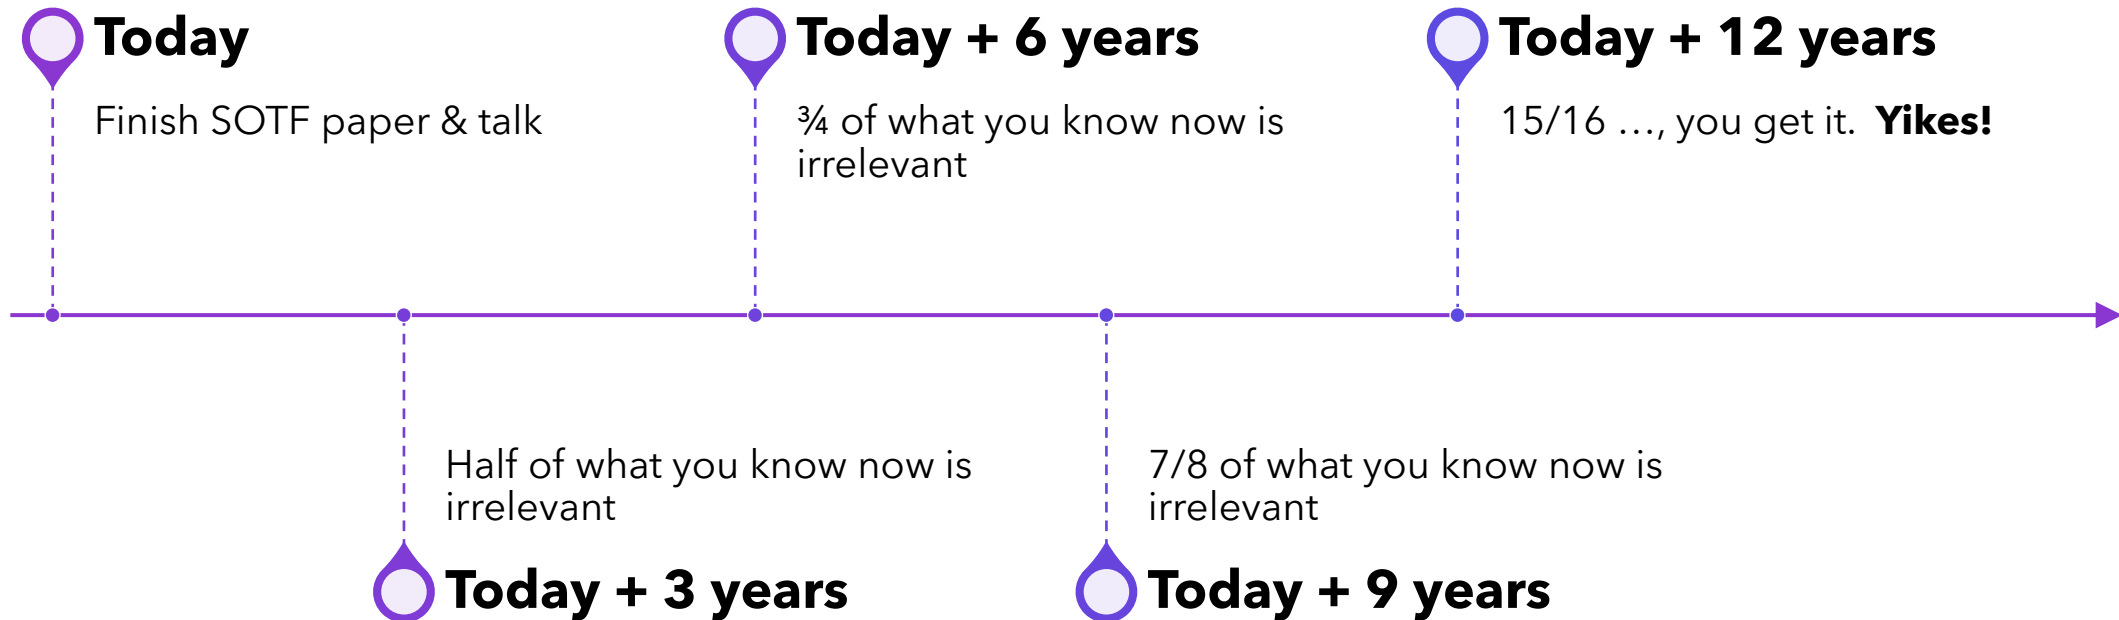 Today
Finish SOTF paper & talk
Today + 6 years
¾ of what you know now is
irrelevant
Today + 12 years
15/16 …, you get it.  Yikes!
Half of what you know now is
irrelevant
Today + 3 years
7/8 of what you know now is
irrelevant
Today + 9 years